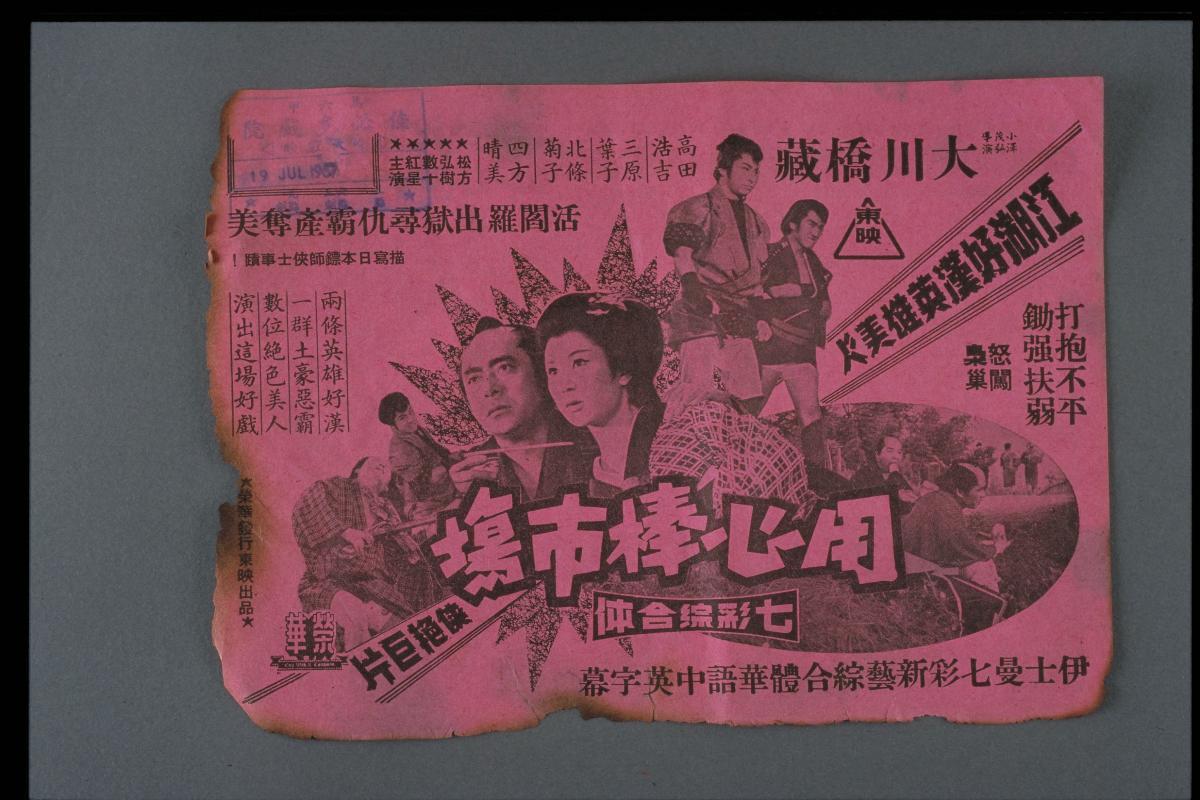 小澤
茂弘
導演
大川橋藏
高田
浩吉
三原
葉子
北條
菊子
四方
晴美
松方
弘樹
數十
紅星
主演
★★★★★
東映
江湖好漢英雄美人
活閻羅出獄尋仇霸產奪美
描寫日本鏢師俠士事蹟！
兩條英雄好漢
一群土豪惡霸
數位絕色美人
演出這場好戲
打抱不平
鋤强扶弱
怒闖
梟巢
用心棒市場
七彩綜合体
俠艷巨片
伊士曼七彩新藝綜合體華語中英字幕
★榮華發行東映出品★
榮華
19 JUL 1967
院